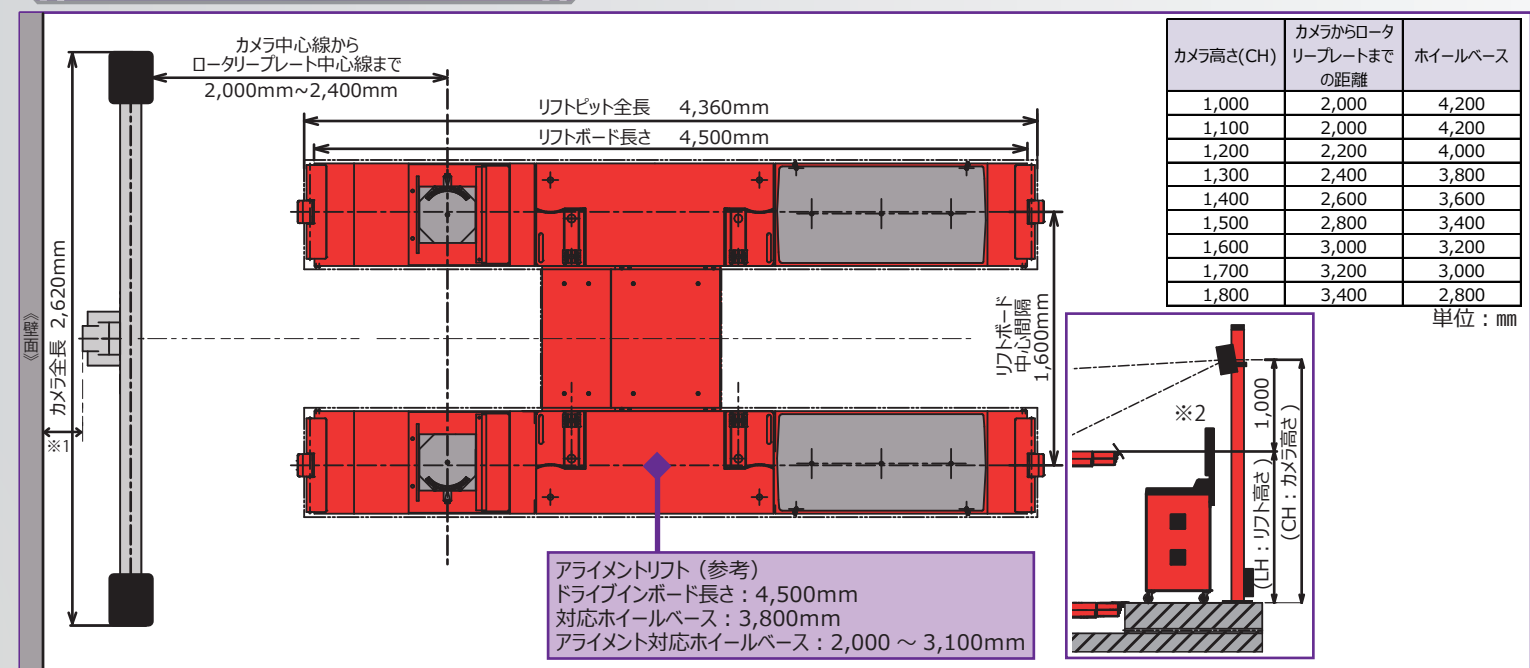 カメラ中心線から
ロータリープレート中心線まで
2,000mm~2,400mm
リフトピット全長 4,360mm
リフトボード長さ 4,500mm
《壁面》
カメラ全長 2,620mm
※1
リフトボード
中心間隔
1,600mm
アライメントリフト（参考）
ドライブインボード長さ：4,500mm
対応ホイールベース：3,800mm
アライメント対応ホイールベース：2,000 ～ 3,100mm
カメラ高さ(CH) カメラからロータリープレートまでの距離 ホイールベース
1,000 2,000 4,200
1,100 2,000 4,200
1,200 2,200 4,000
1,300 2,400 3,800
1,400 2,600 3,600
1,500 2,800 3,400
1,600 3,000 3,200
1,700 3,200 3,000
1,800 3,400 2,800
単位：mm
※2
1,000
(LH：リフト高さ）
(CH：カメラ高さ）